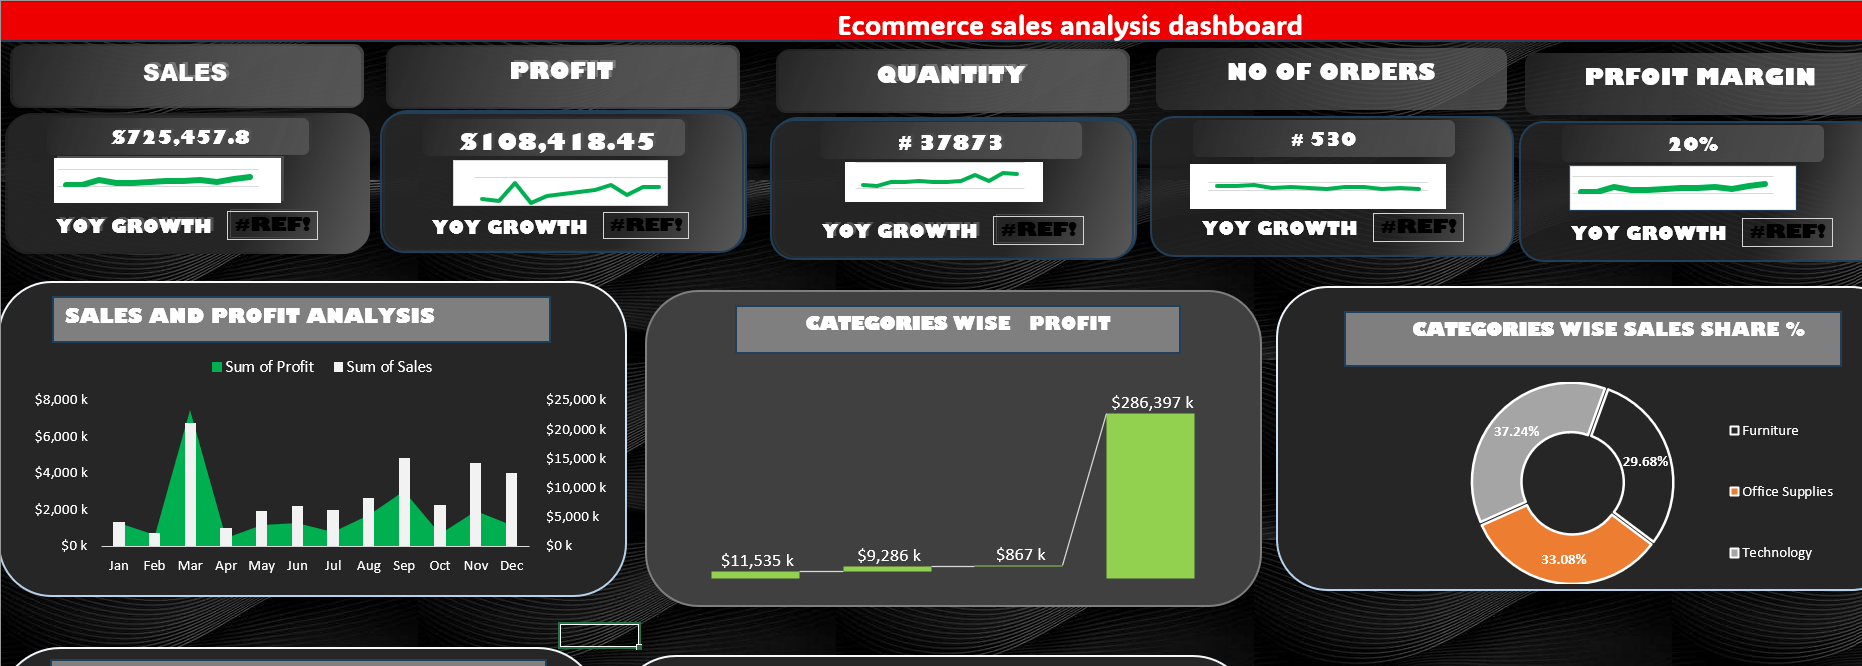 Ecommerce sales analysis dashboard
SALES
PROFIT
QUANTITY
NO OF ORDERS
PRFOIT MARGIN
$725,457.8
$108,418.45
# 37873
# 530
20%
YOY GROWTH #REF!
YOY GROWTH #REF!
YOY GROWTH #REF!
YOY GROWTH #REF!
YOY GROWTH #REF!
SALES AND PROFIT ANALYSIS
Sum of Profit Sum of Sales
$8,000 k
$6,000 k
$4,000 k
$2,000 k
$0 k
$25,000 k
$20,000 k
$15,000 k
$10,000 k
$5,000 k
$0 k
Jan Feb Mar Apr May Jun Jul Aug Sep Oct Nov Dec
CATEGORIES WISE PROFIT
$11,535 k
$9,286 k
$867 k
$286,397 k
CATEGORIES WISE SALES SHARE %
37.24%
29.68%
33.08%
Furniture
Office Supplies
Technology